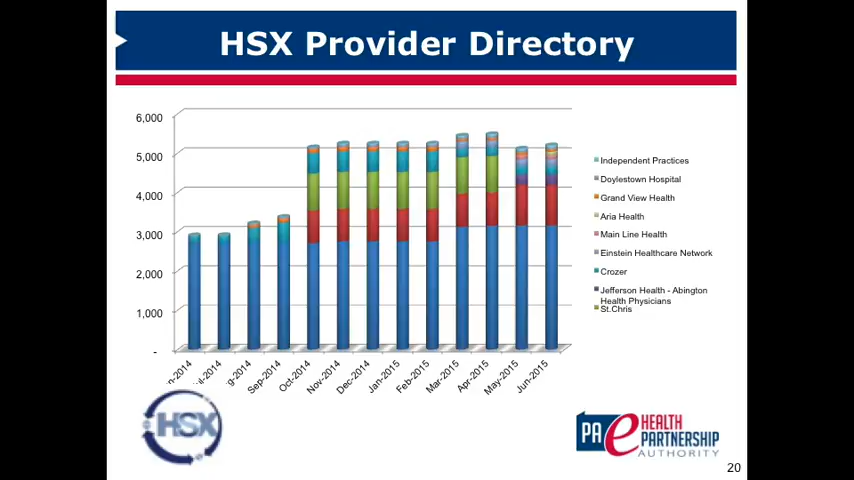 HSX Provider Directory
6,000
5,000
4,000
3,000
2,000
1,000
-
Independent Practices
Doylestown Hospital
Grand View Health
Aria Health
Main Line Health
Einstein Healthcare Network
Crozer
Jefferson Health - Abington
Health Physicians
St.Chris
Sep-2014
Oct-2014
Nov-2014
Dec-2014
Jan-2015
Feb-2015
Mar-2015
Apr-2015
May-2015
Jun-2015
HSX
PA
e
HEALTH
PARTNERSHIP
AUTHORITY
20